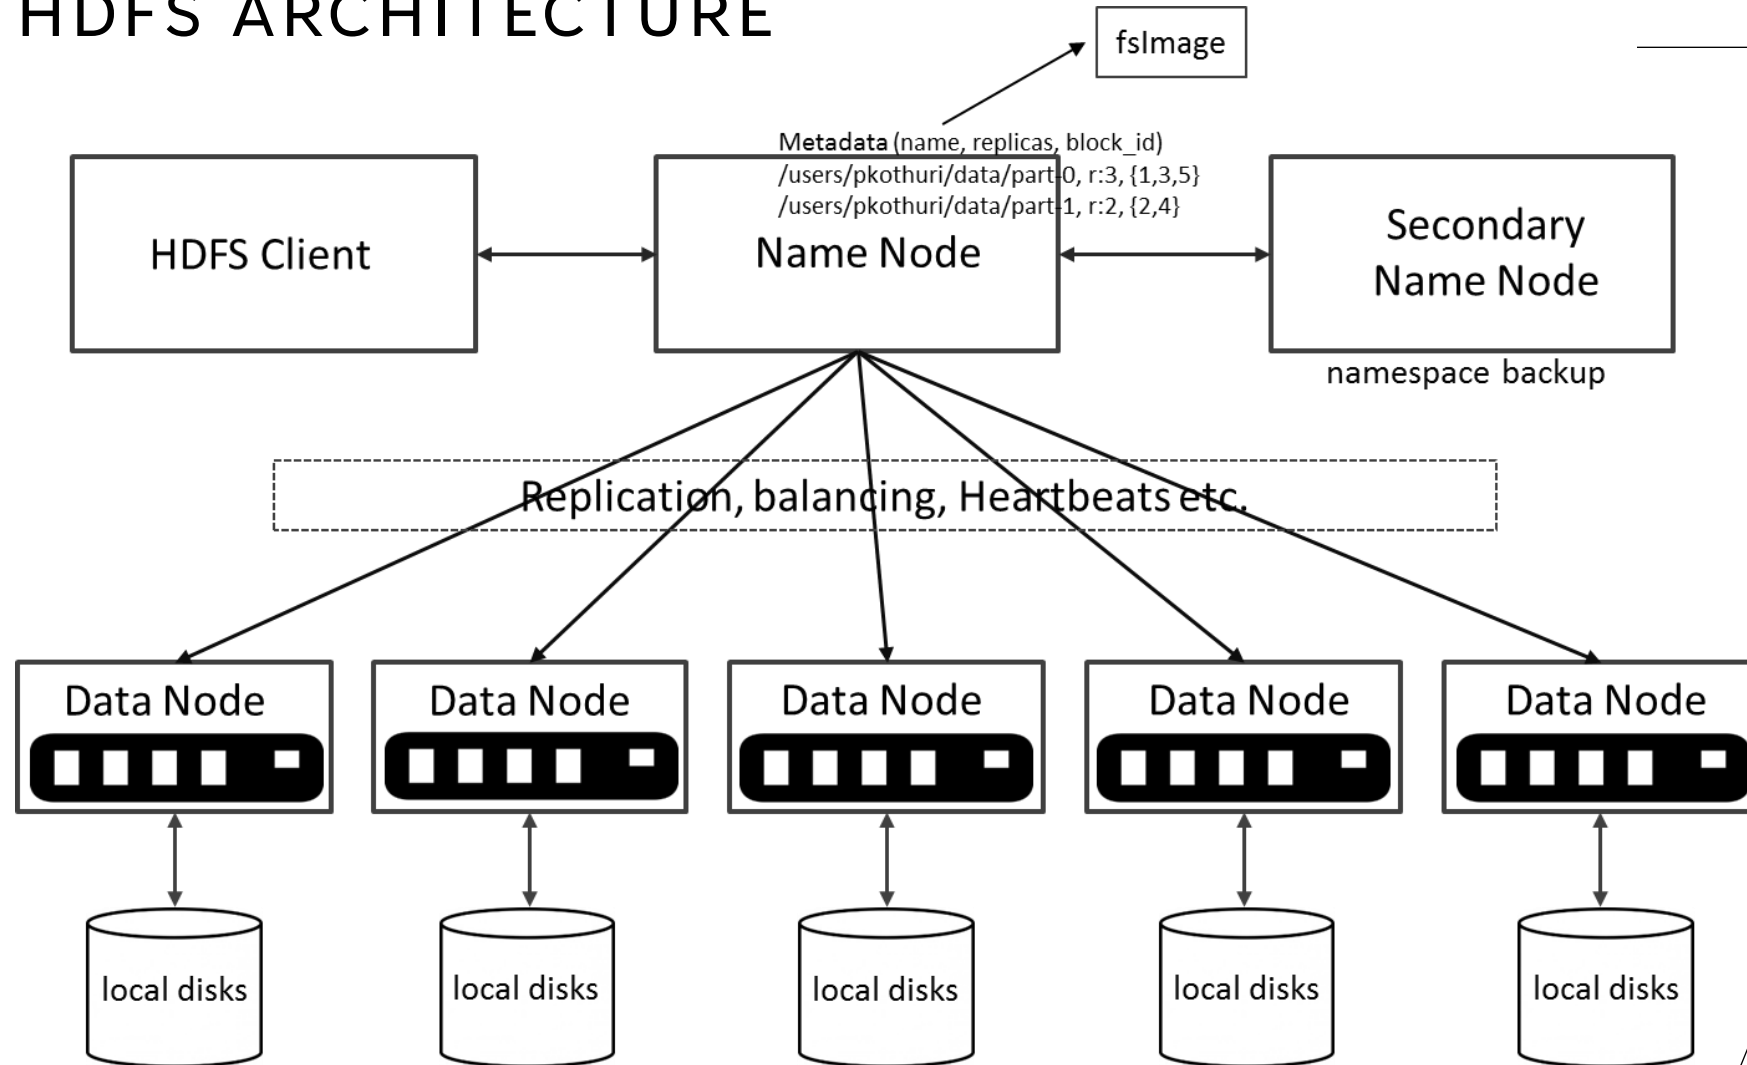 HDFS ARCHITECTURE
fsImage
Metadata (name, replicas, block_id)
/users/pkothuri/data/part-0, r:3, {1,3,5}
/users/pkothuri/data/part-1, r:2, {2,4}
HDFS Client
Name Node
Secondary
Name Node
namespace backup
Replication, balancing, Heartbeats etc.
Data Node
Data Node
Data Node
Data Node
Data Node
local disks
local disks
local disks
local disks
local disks